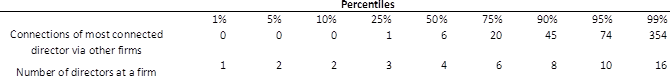 Percentiles
1% 5% 10% 25% 50% 75% 90% 95% 99%
Connections of most connected
director via other firms 0 0 0 1 6 20 45 74 354
Number of directors at a firm 1 2 2 3 4 6 8 10 16